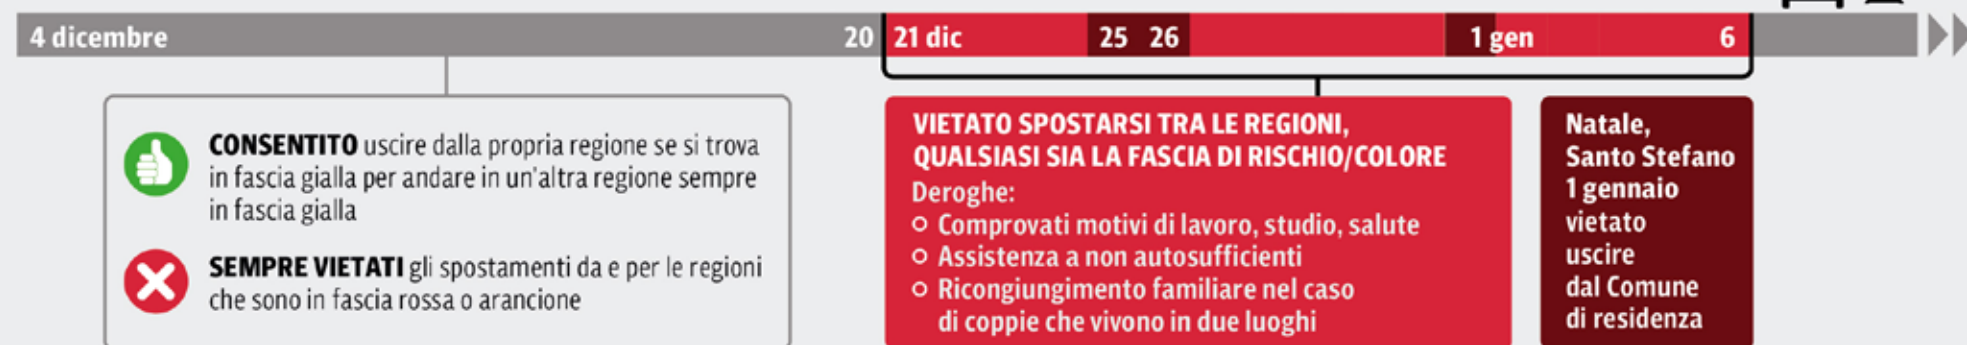 4 dicembre 20 21 dic 25 26 1 gen 6
CONSENTITO uscire dalla propria regione se si trova
in fascia gialla per andare in un'altra regione sempre
in fascia gialla
SEMPRE VIETATI gli spostamenti da e per le regioni
che sono in fascia rossa o arancione
VIETATO SPOSTARSI TRA LE REGIONI,
QUALSIASI SIA LA FASCIA DI RISCHIO/COLORE
Deroghe:
Comprovati motivi di lavoro, studio, salute
Assistenza a non autosufficienti
Ricongiungimento familiare nel caso
di coppie che vivono in due luoghi
Natale,
Santo Stefano
1 gennaio
vietato
uscire
dal Comune
di residenza